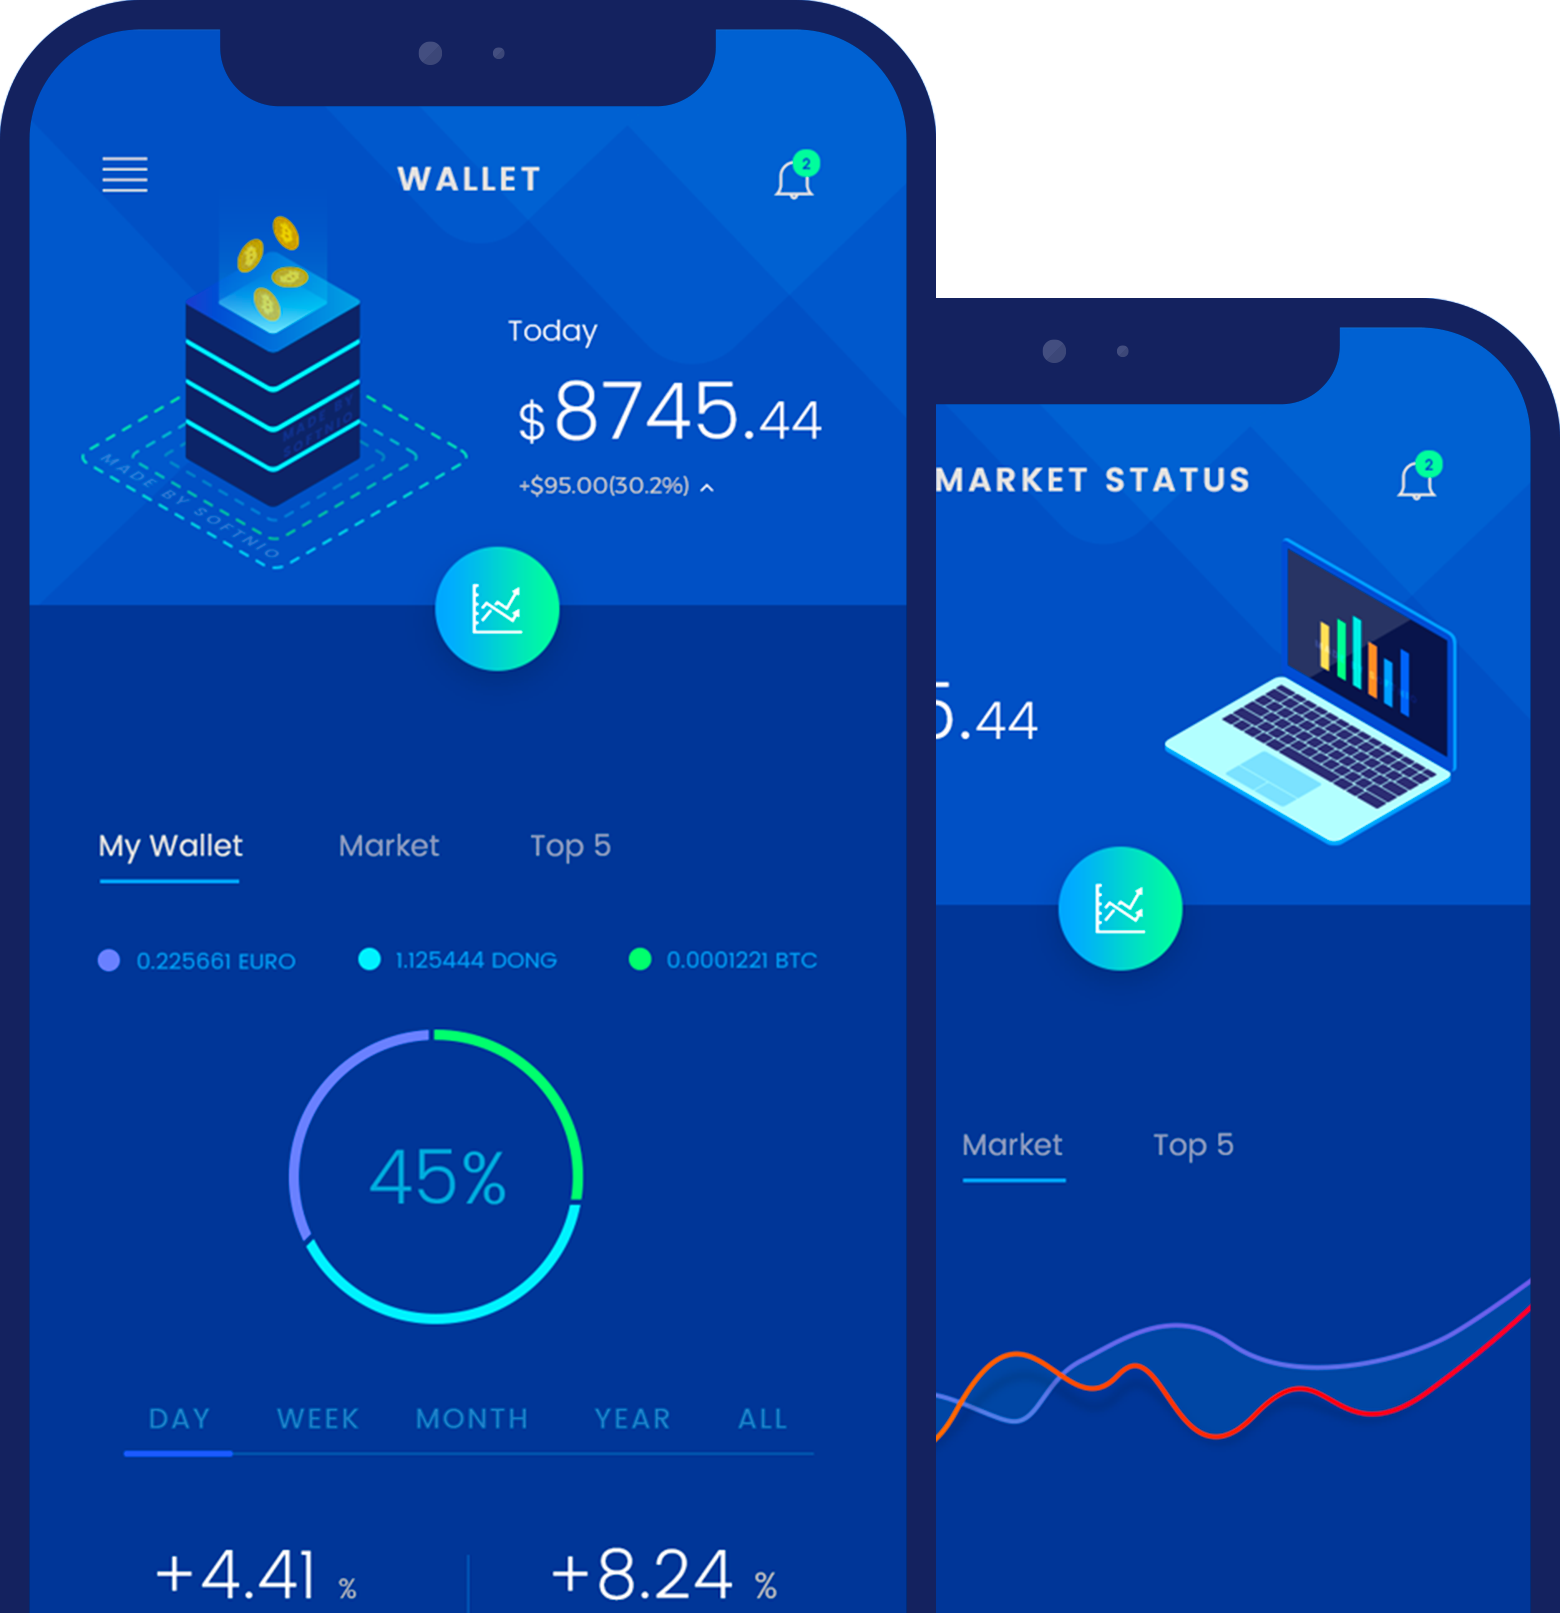 WALLET
2
Today
$8745.44
+$95.00(30.2%)
MADE BY
SOFTNIO
MADE BY SOFTNIO
My Wallet Market Top 5
0.225661 EURO 1.125444 DONG 0.0001221 BTC
45%
DAY WEEK MONTH YEAR ALL
+4.41 % +8.24 %
MARKET STATUS
2
5.44
Market Top 5